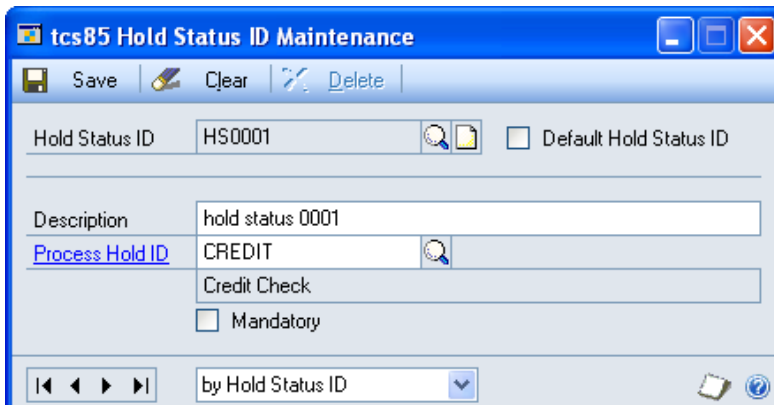 tcs85 Hold Status ID Maintenance
Save Clear Delete
Hold Status ID HS0001 Default Hold Status ID
Description hold status 0001
Process Hold ID CREDIT
Credit Check
Mandatory
by Hold Status ID